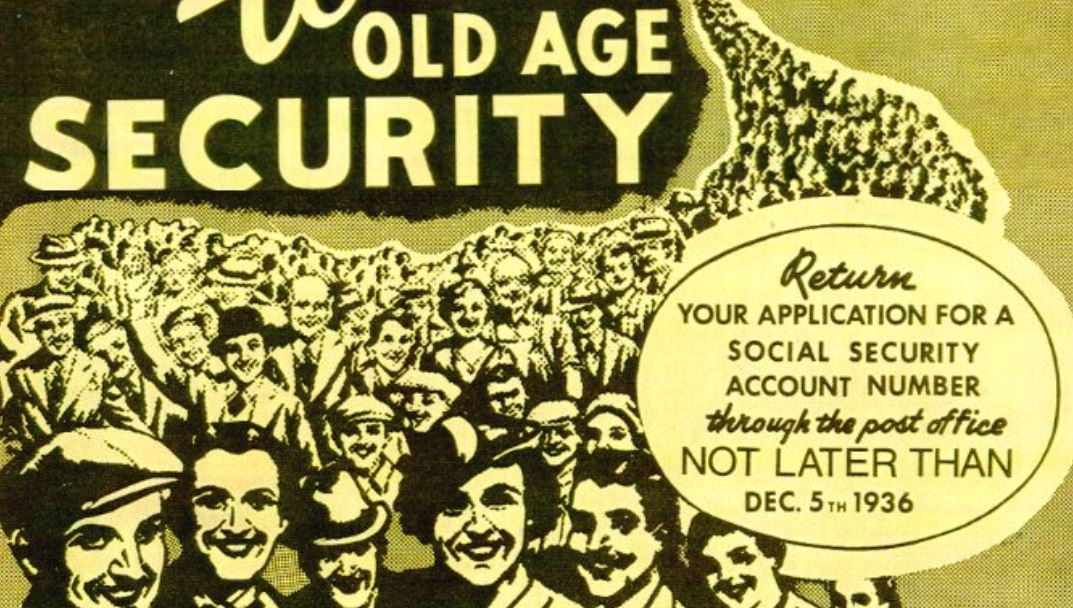 to
OLD AGE
SECURITY
Return
YOUR APPLICATION FOR A
SOCIAL SECURITY
ACCOUNT NUMBER
through the post office
NOT LATER THAN
DEC. 5TH 1936